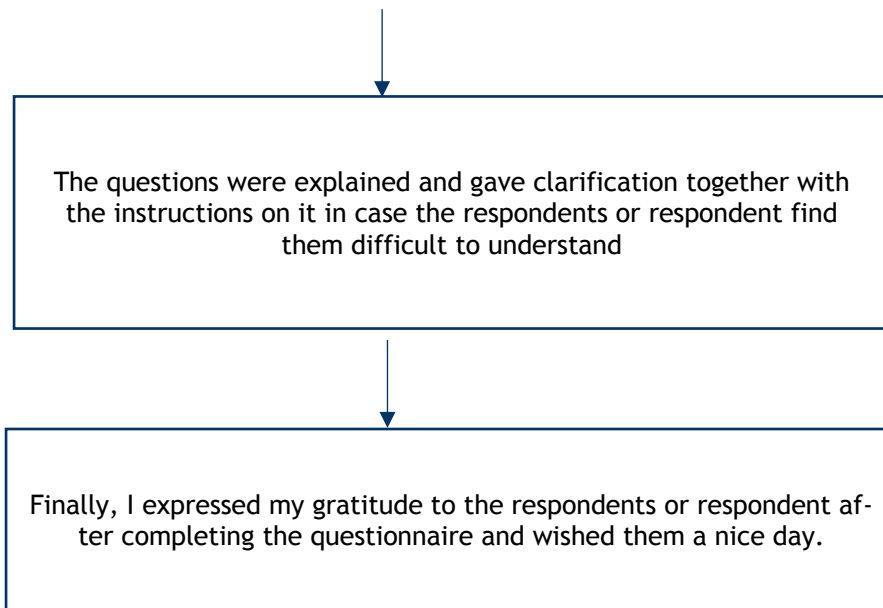 The questions were explained and gave clarification together with
the instructions on it in case the respondents or respondent find
them difficult to understand
Finally, I expressed my gratitude to the respondents or respondent af-
ter completing the questionnaire and wished them a nice day.